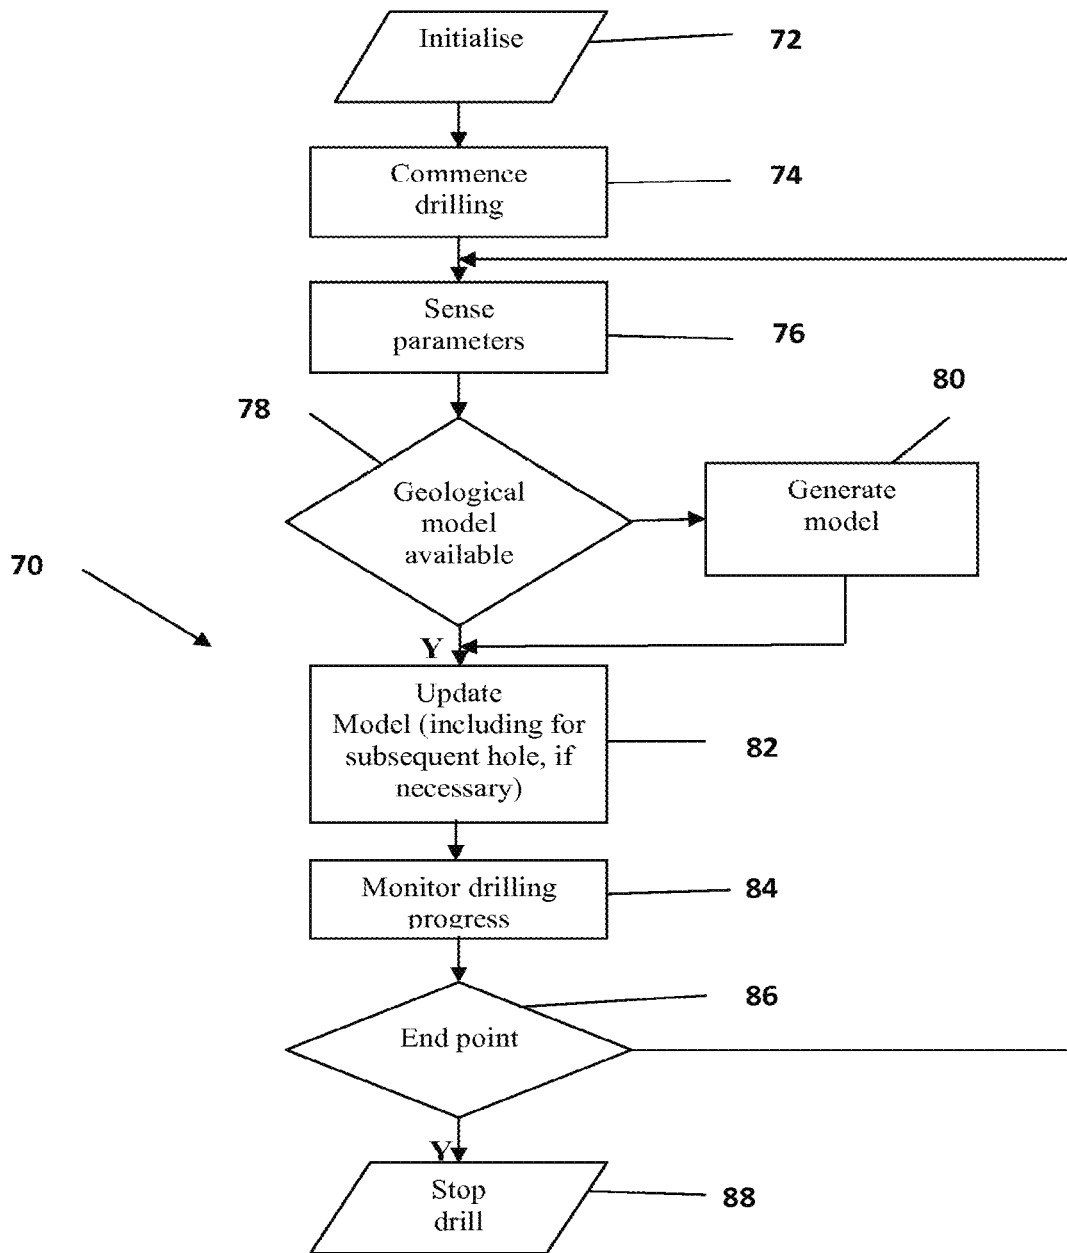 Initialise
72
Commence
drilling
74
Sense
parameters
76
80
78
Geological
model
available
Generate
model
70
Y
Update
Model (including for
subsequent hole, if
necessary)
82
Monitor drilling
progress
84
86
End point
Y
Stop
drill
88